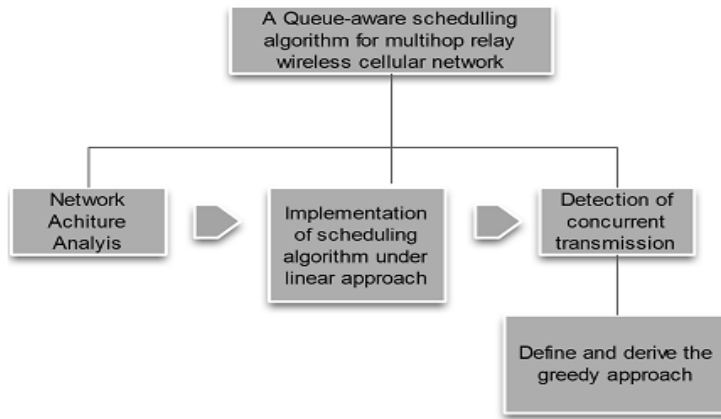 A Queue-aware schedulling
algorithm for multihop relay
wireless cellular network
Network
Achiture
Analyis
Implementation
of scheduling
algorithm under
linear approach
Detection of
concurrent
transmission
Define and derive the
greedy approach